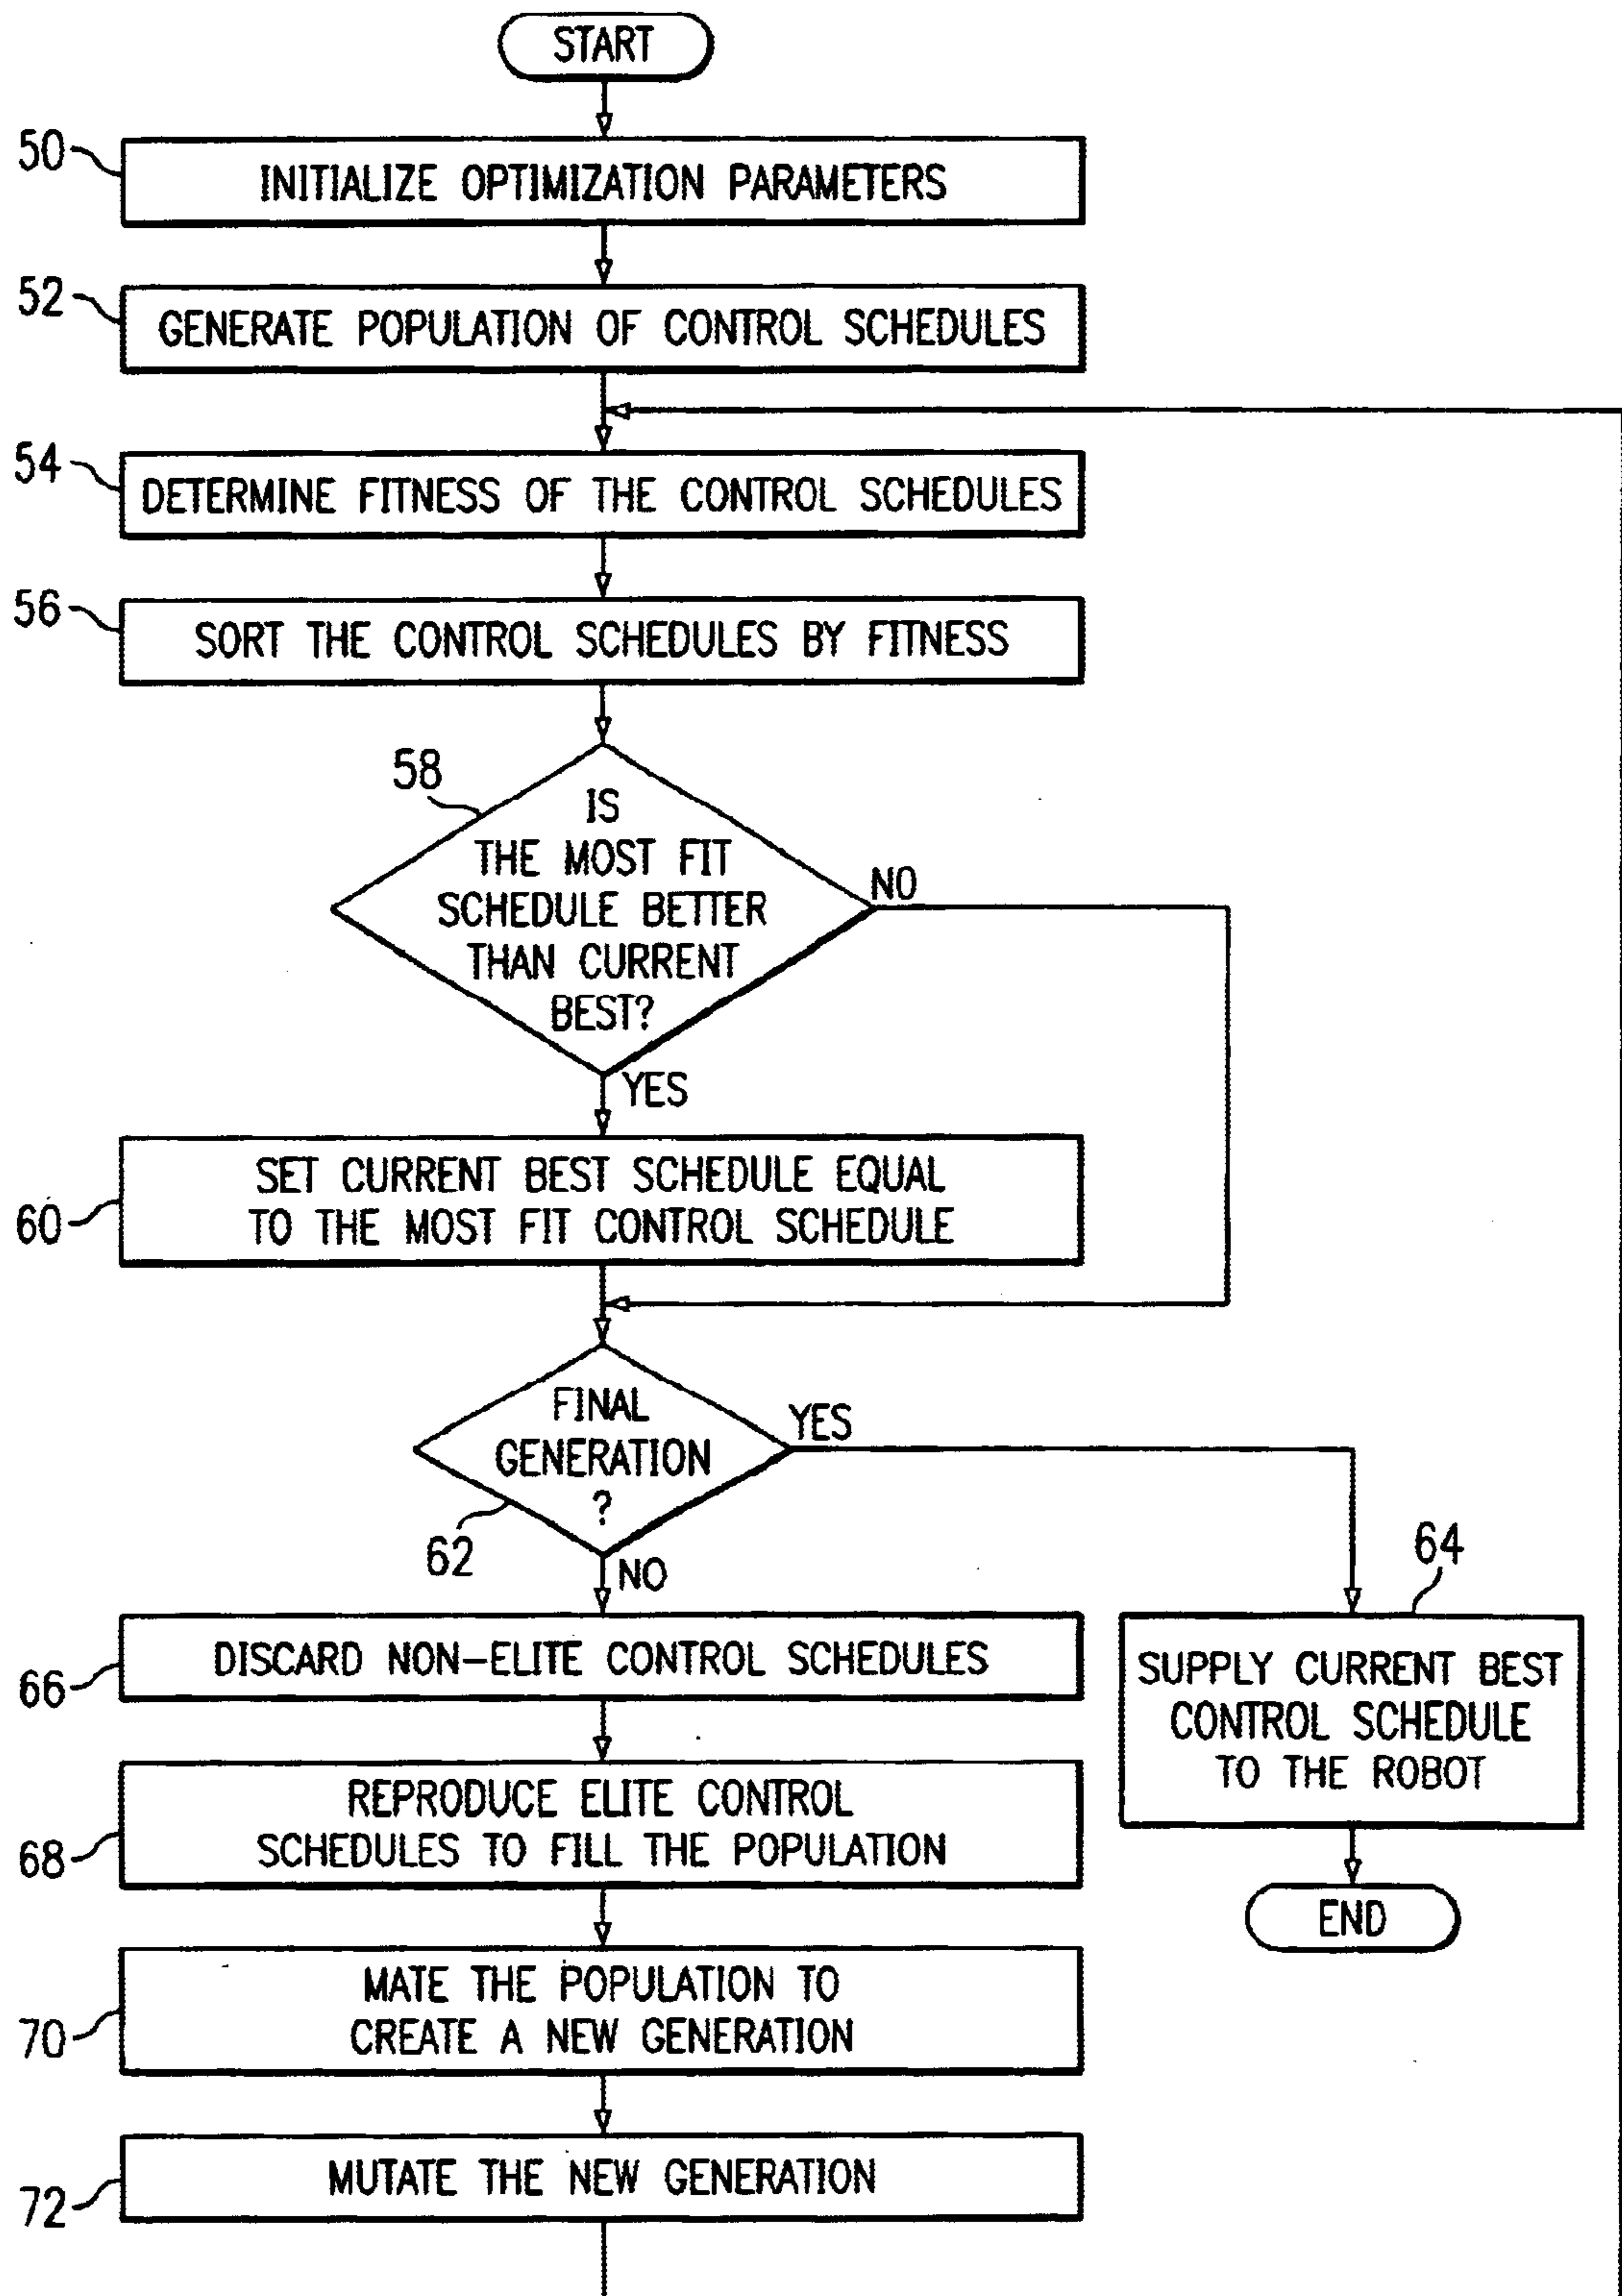 START
50
INITIALIZE OPTIMIZATION PARAMETERS
52
GENERATE POPULATION OF CONTROL SCHEDULES
54
DETERMINE FITNESS OF THE CONTROL SCHEDULES
56
SORT THE CONTROL SCHEDULES BY FITNESS
58
IS
THE MOST FIT
SCHEDULE BETTER
THAN CURRENT
BEST?
NO
YES
60
SET CURRENT BEST SCHEDULE EQUAL
TO THE MOST FIT CONTROL SCHEDULE
FINAL
GENERATION
?
YES
62
NO
64
SUPPLY CURRENT BEST
CONTROL SCHEDULE
TO THE ROBOT
END
66
DISCARD NON-ELITE CONTROL SCHEDULES
68
REPRODUCE ELITE CONTROL
SCHEDULES TO FILL THE POPULATION
70
MATE THE POPULATION TO
CREATE A NEW GENERATION
72
MUTATE THE NEW GENERATION